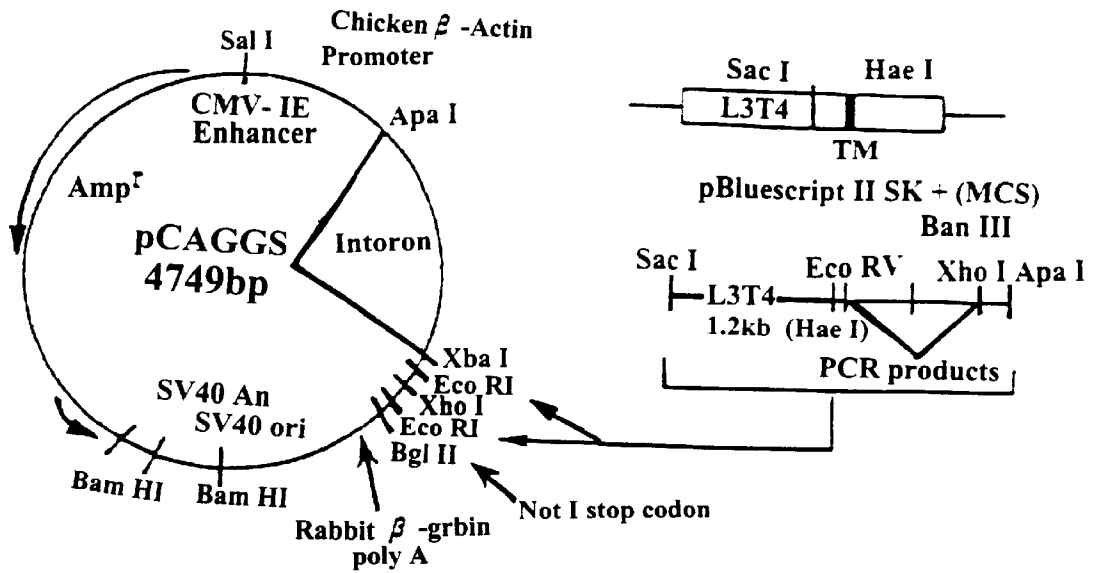 Chicken β -Actin
Promoter
Sal I
CMV- IE
Enhancer
Apa I
Amp^r
pCAGGS
4749bp
Intoron
Xba I
Eco RI
Xho I
Eco RI
Bgl II
SV40 An
SV40 ori
Bam HI
Bam HI
Not I stop codon
Rabbit β -grbin
poly A
Sac I
Hae I
L3T4
TM
pBluescript II SK + (MCS)
Ban III
Sac I
Eco RV
Xho I
Apa I
L3T4
1.2kb
(Hae I)
PCR products